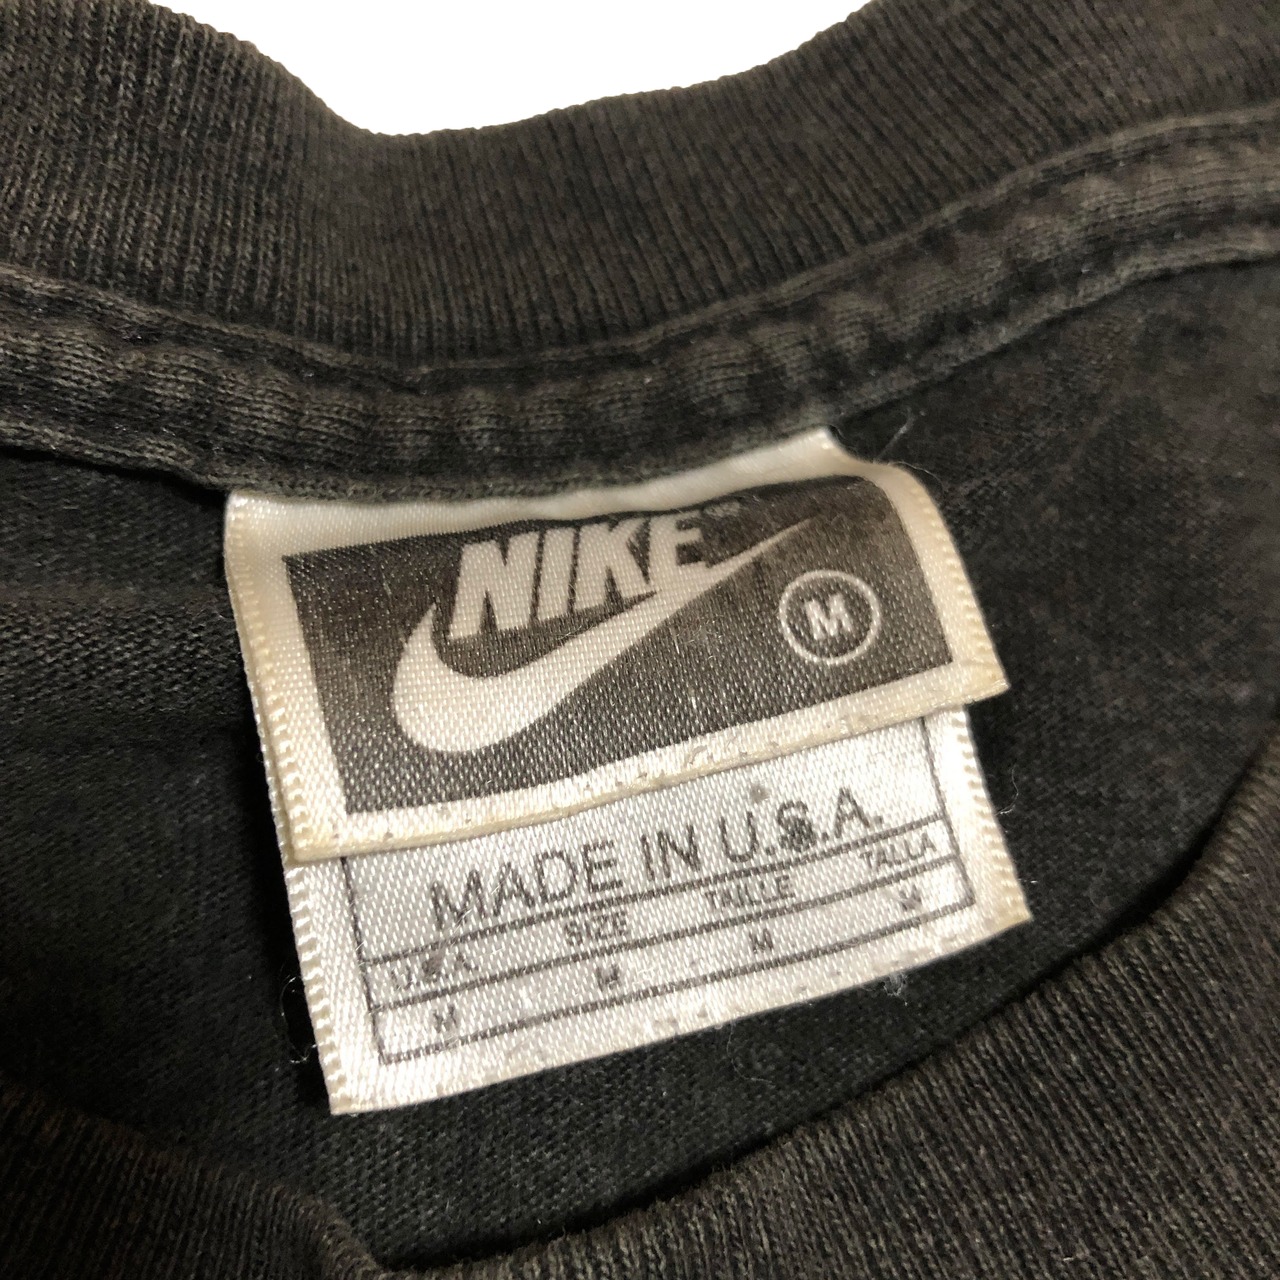 NIKE
M
MADE IN U.S.A.
U.S.A. SIZE TAILLE TALLA
M M M M